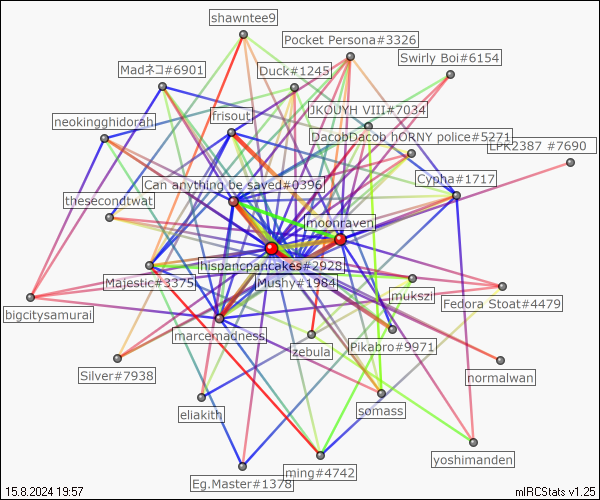 shawntee9
Pocket Persona#3326
Swirly Boi#6154
Madネコ#6901
Duck#1245
IKOUYH VIII#7034
neokingghidorah
frisout
DacobDacob hORNY police#5271
LPK2387 #7690
Can anything be saved#0396
Cypha#1717
thesecondtwat
moonraven
hispancpancakes#2928
Majestic#3375
Mushy#1984
mukszi
Fedora Stoat#4479
bigcitysamurai
marcemadness
zebula
Pikabro#9971
Silver#7938
normalwan
eliakith
somass
yoshimanden
Eg.Master#1378
ming#4742
15.8.2024 19:57
mIRCStats v1.25